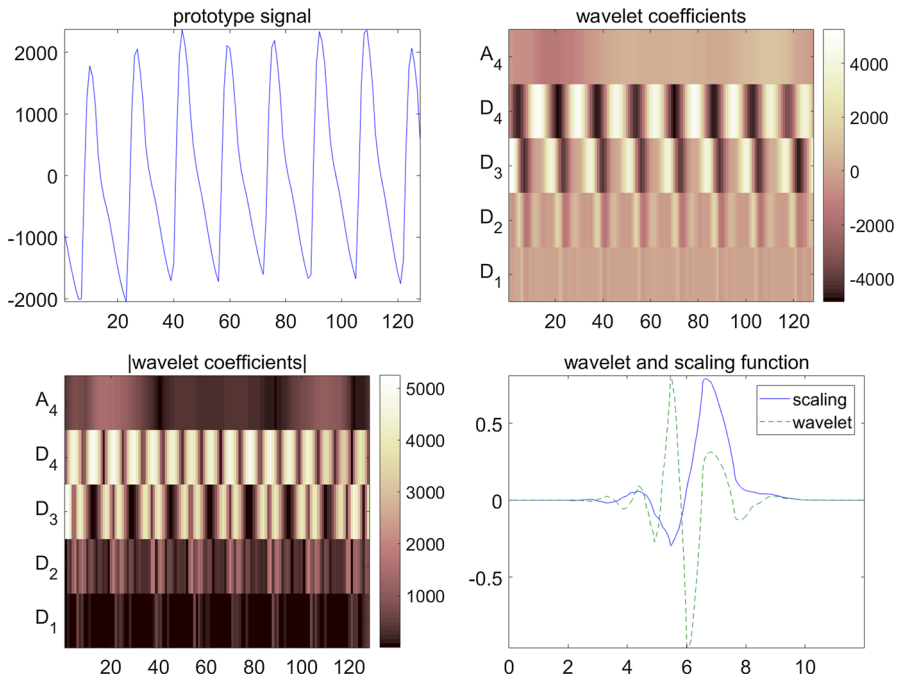 prototype signal
2000
1000
0
-1000
-2000
20 40 60 80 100 120
wavelet coefficients
A4
D4
D3
D2
D1
20 40 60 80 100 120
4000
2000
0
-2000
-4000
|wavelet coefficients|
A4
D4
D3
D2
D1
20 40 60 80 100 120
5000
4000
3000
2000
1000
wavelet and scaling function
0.5
0
-0.5
0 2 4 6 8 10
scaling
wavelet